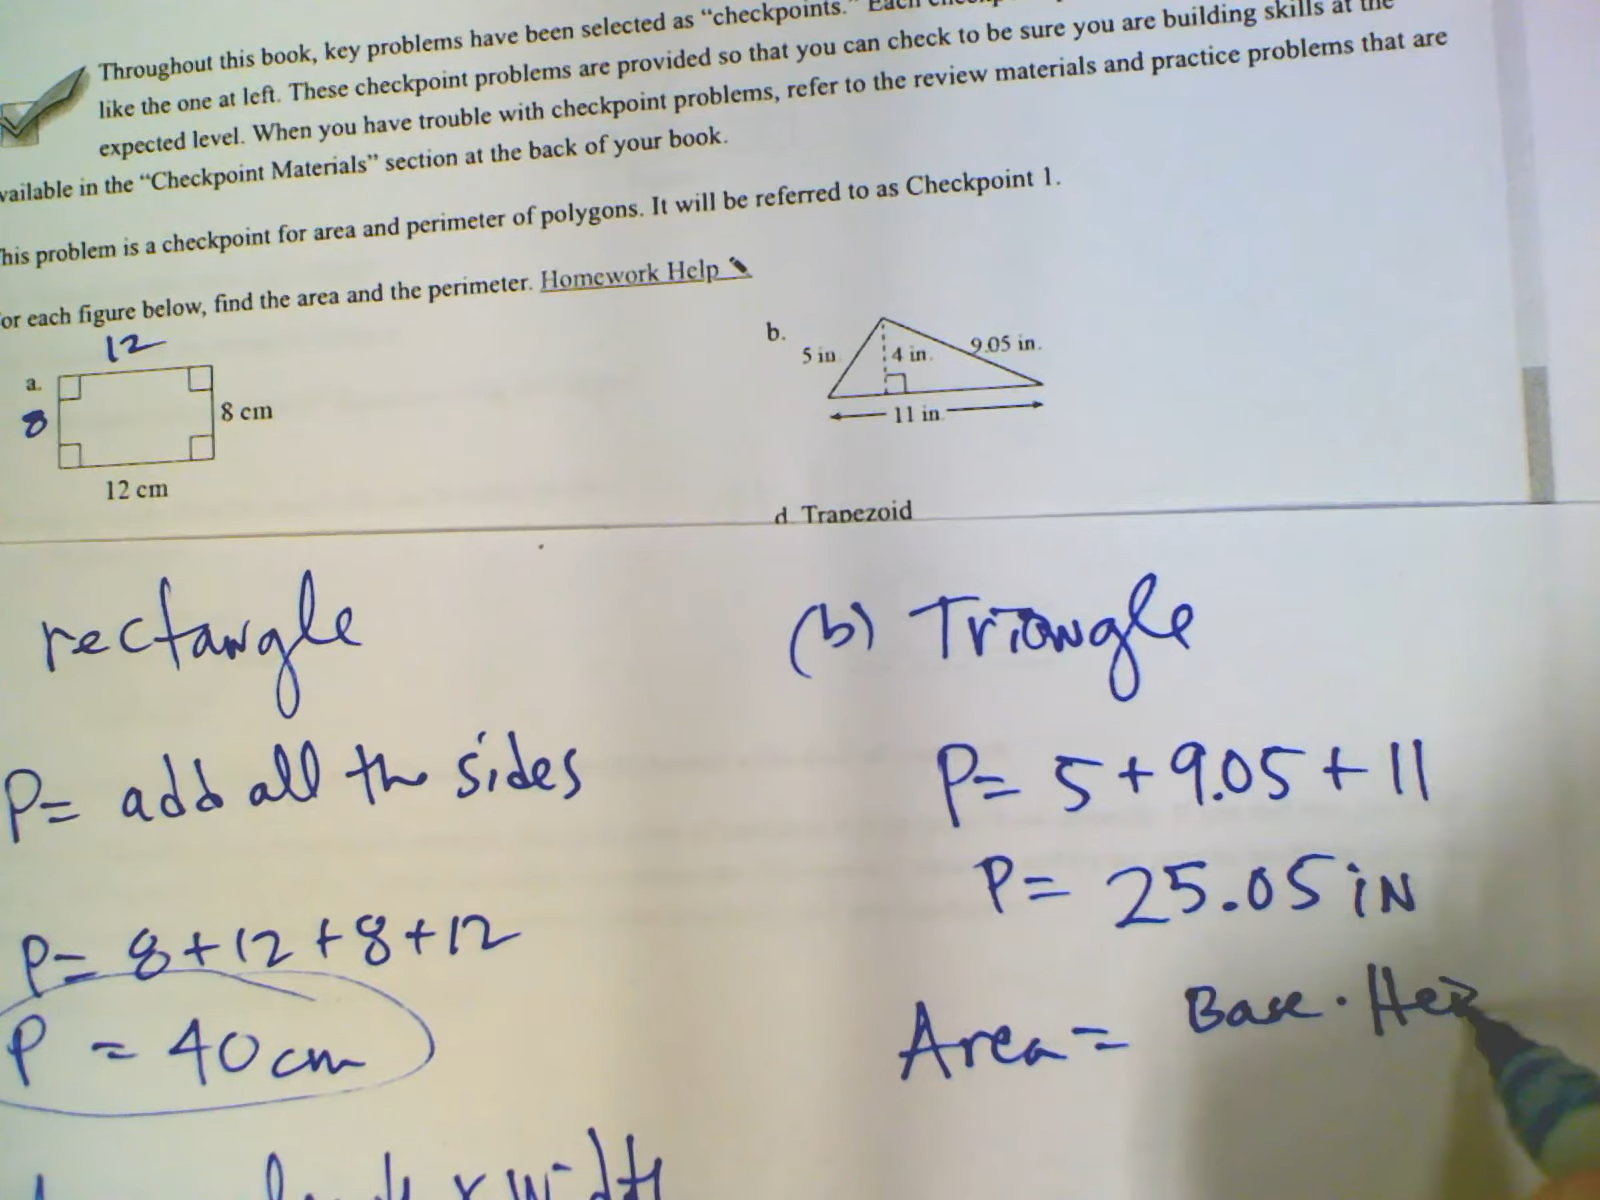 Throughout this book, key problems have been selected as "checkpoints."
like the one at left. These checkpoint problems are provided so that you can check to be sure you are building skills at the
expected level. When you have trouble with checkpoint problems, refer to the review materials and practice problems that are
vailable in the "Checkpoint Materials" section at the back of your book.
his problem is a checkpoint for area and perimeter of polygons. It will be referred to as Checkpoint 1.
or each figure below, find the area and the perimeter. Homework Help
12
a.
8
8 cm
12 cm
b.
5 in
4 in.
9.05 in.
11 in.
d. Trapezoid
rectangle
P= add all the sides
P= 8+12+8+12
P = 40cm
x width
(b) Triangle
P= 5+9.05+11
P= 25.05 iN
Area = Base · Hei